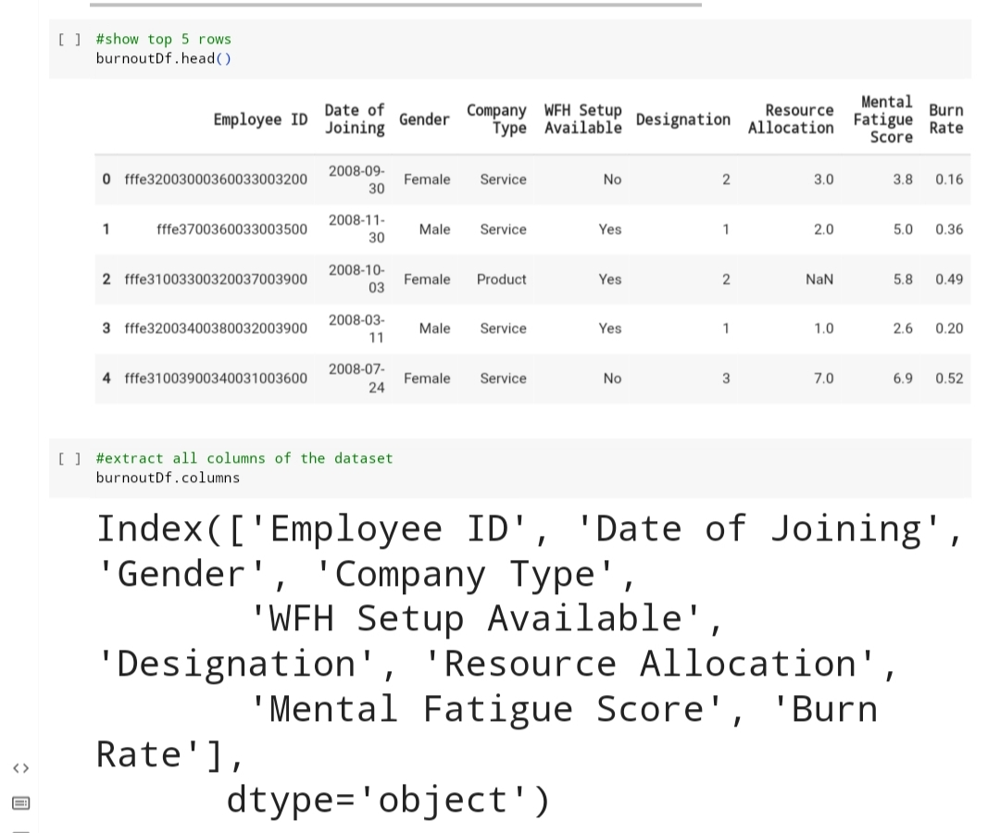 [ ] #show top 5 rows
burnoutDf.head()
Employee ID Date of Joining Gender Company Type WFH Setup Available Designation Resource Allocation Mental Fatigue Score Burn Rate
0 fffe32003000360033003200 2008-09-30 Female Service No 2 3.0 3.8 0.16
1 fffe3700360033003500 2008-11-30 Male Service Yes 1 2.0 5.0 0.36
2 fffe31003300320037003900 2008-10-03 Female Product Yes 2 NaN 5.8 0.49
3 fffe32003400380032003900 2008-03-11 Male Service Yes 1 1.0 2.6 0.20
4 fffe31003900340031003600 2008-07-24 Female Service No 3 7.0 6.9 0.52
[ ] #extract all columns of the dataset
burnoutDf.columns
Index(['Employee ID', 'Date of Joining',
'Gender', 'Company Type',
'WFH Setup Available',
'Designation', 'Resource Allocation',
'Mental Fatigue Score', 'Burn
Rate'],
dtype='object')